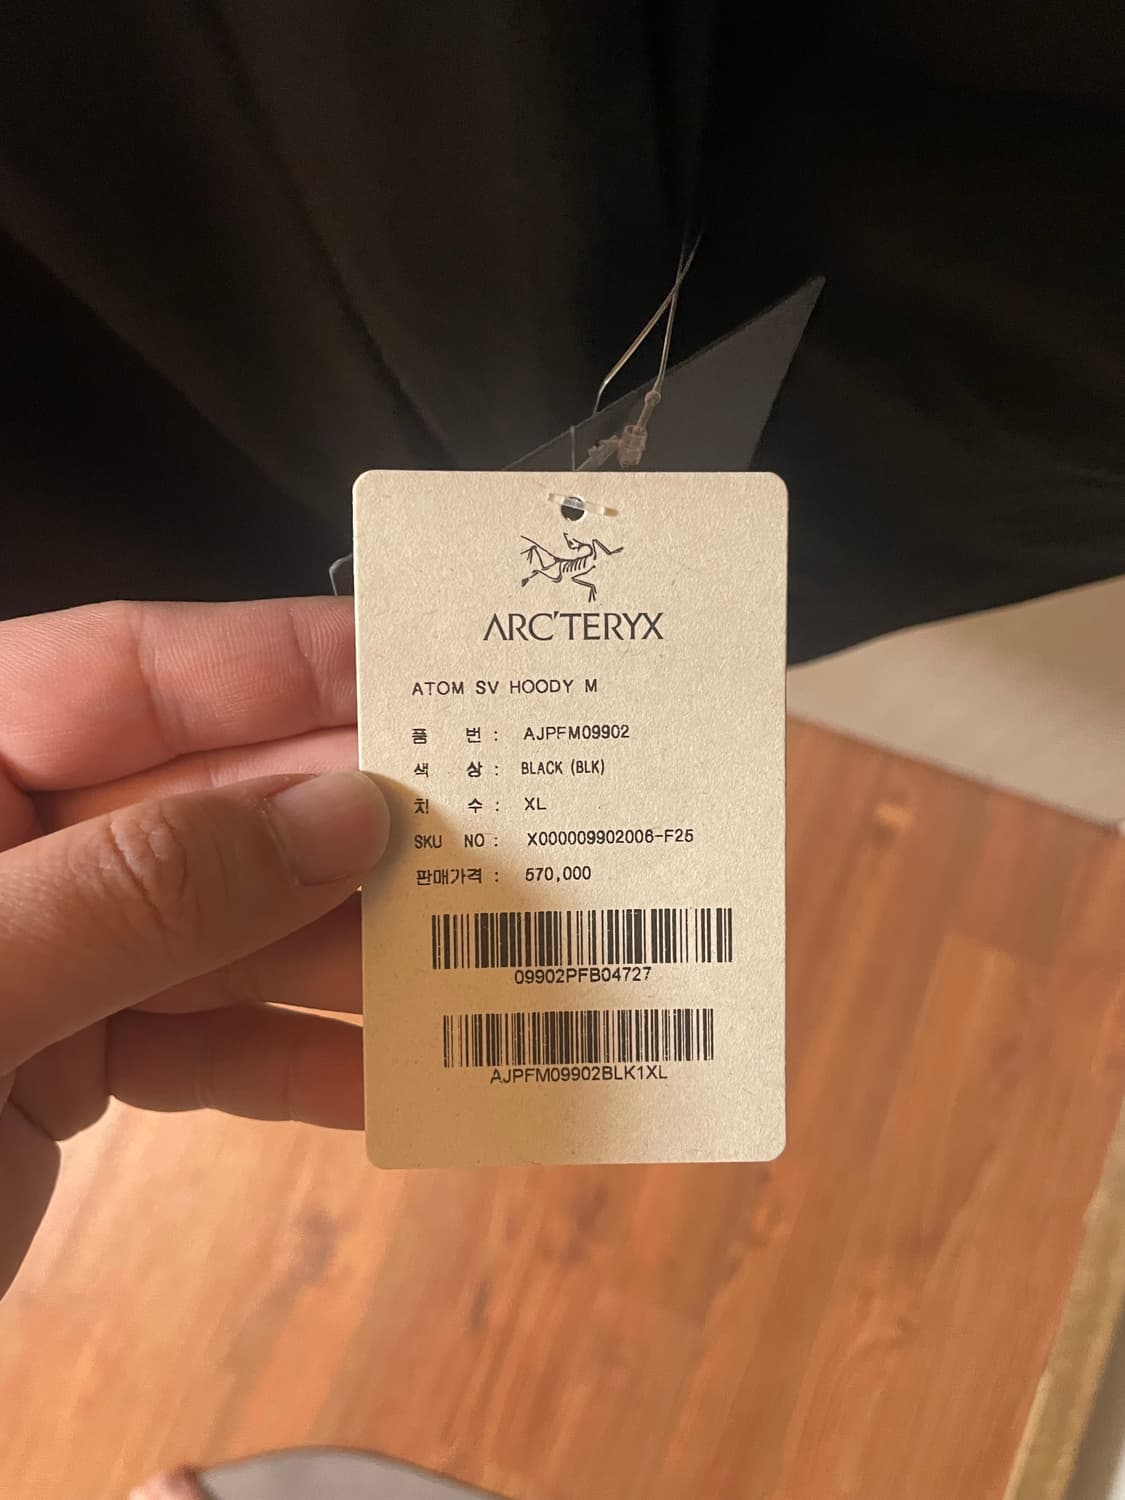 ARC'TERYX
ATOM SV HOODY M
품 번 : AJPFM09902
색 상 : BLACK (BLK)
치 수 : XL
SKU NO : X000009902006-F25
판매가격 : 570,000
09902PFB04727
AJPFM09902BLK1XL